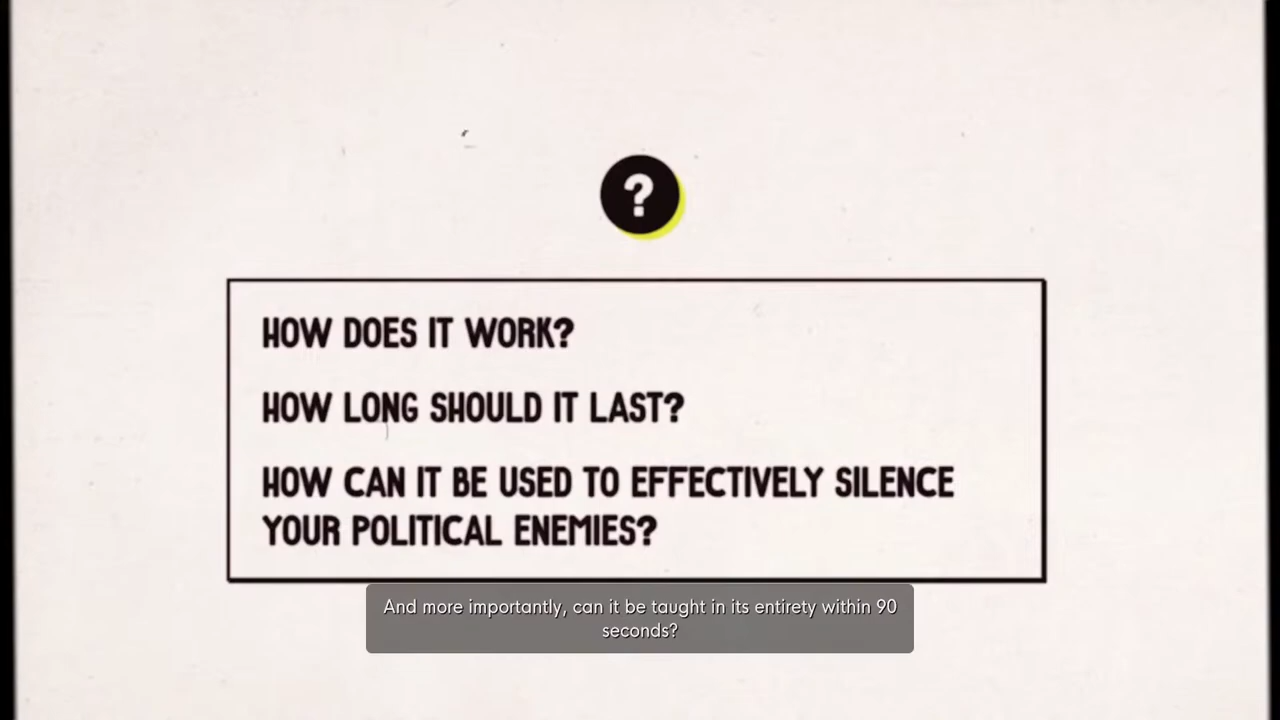 ?
HOW DOES IT WORK?
HOW LONG SHOULD IT LAST?
HOW CAN IT BE USED TO EFFECTIVELY SILENCE
YOUR POLITICAL ENEMIES?
And more importantly, can it be taught in its entirety within 90
seconds?